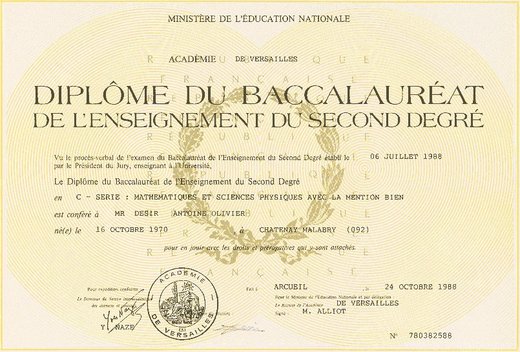 MINISTÈRE DE L'ÉDUCATION NATIONALE
ACADÉMIE DE VERSAILLES
DIPLÔME DU BACCALAURÉAT
DE L'ENSEIGNEMENT DU SECOND DEGRÉ
Vu le procès-verbal de l'examen du Baccalauréat de l'Enseignement du Second Degré établi le 06 JUILLET 1988
par le Président du Jury, enseignant à l'Université,
Le Diplôme du Baccalauréat de l'Enseignement du Second Degré
en C - SERIE : MATHEMATIQUES ET SCIENCES PHYSIQUES AVEC LA MENTION BIEN
est conféré à MR DESIR ANTOINE OLIVIER
né(e) le 16 OCTOBRE 1970 à CHATENAY MALABRY (092)
pour en jouir avec les droits et prérogatives qui y sont attachés.
Pour expédition conforme
Fait à ARCUEIL le 24 OCTOBRE 1988
Pour le Ministre de l'Éducation Nationale et par délégation
Le Recteur de l'Académie DE VERSAILLES
Signé : M. ALLIOT
Y NAZE
ACADÉMIE DE VERSAILLES
N° 780382588